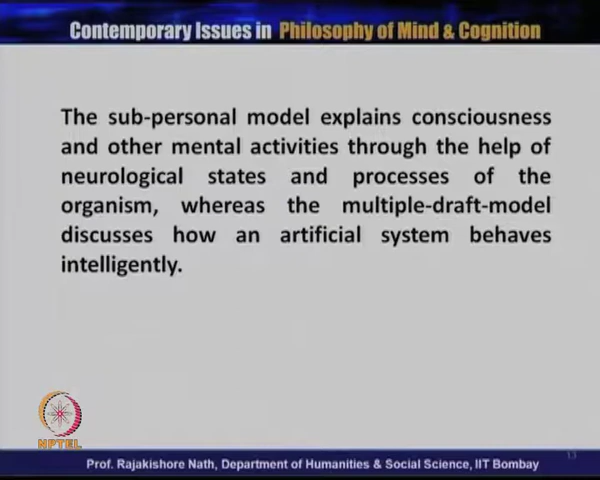 Contemporary Issues in Philosophy of Mind & Cognition
The sub-personal model explains consciousness
and other mental activities through the help of
neurological states and processes of the
organism, whereas the multiple-draft-model
discusses how an artificial system behaves
intelligently.
NPTEL
13
Prof. Rajakishore Nath, Department of Humanities & Social Science, IIT Bombay